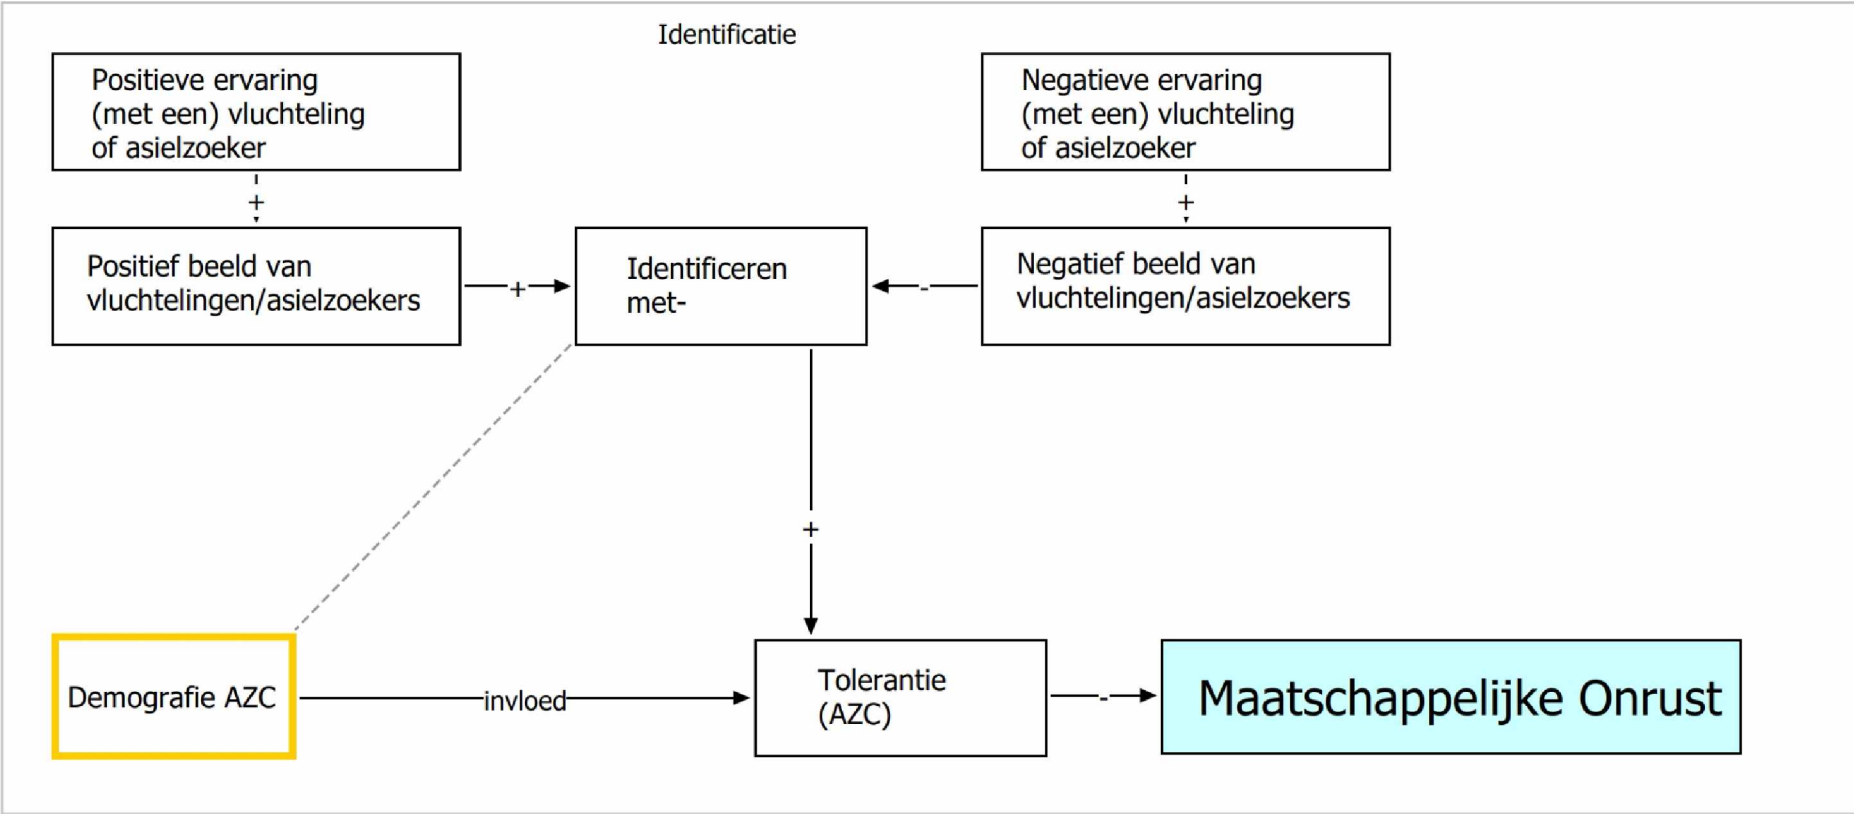 Identificatie
Positieve ervaring
(met een) vluchteling
of asielzoeker
Negatieve ervaring
(met een) vluchteling
of asielzoeker
+
+
Positief beeld van
vluchtelingen/asielzoekers
+
Identificeren
met-
-
Negatief beeld van
vluchtelingen/asielzoekers
+
Demografie AZC
invloed
Tolerantie
(AZC)
-
Maatschappelijke Onrust